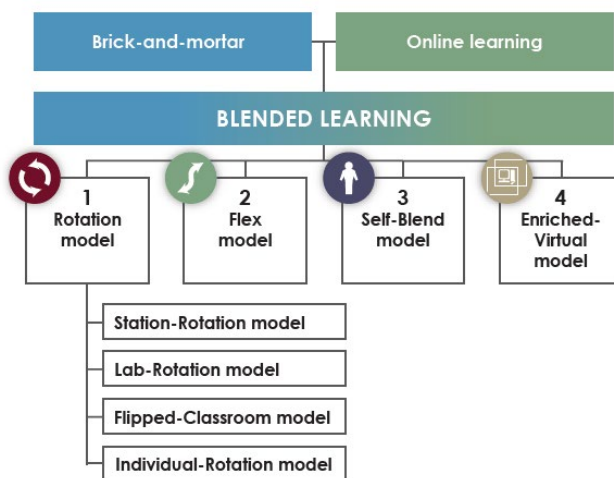 Brick-and-mortar
Online learning
BLENDED LEARNING
1
Rotation
model
2
Flex
model
3
Self-Blend
model
4
Enriched-
Virtual
model
Station-Rotation model
Lab-Rotation model
Flipped-Classroom model
Individual-Rotation model